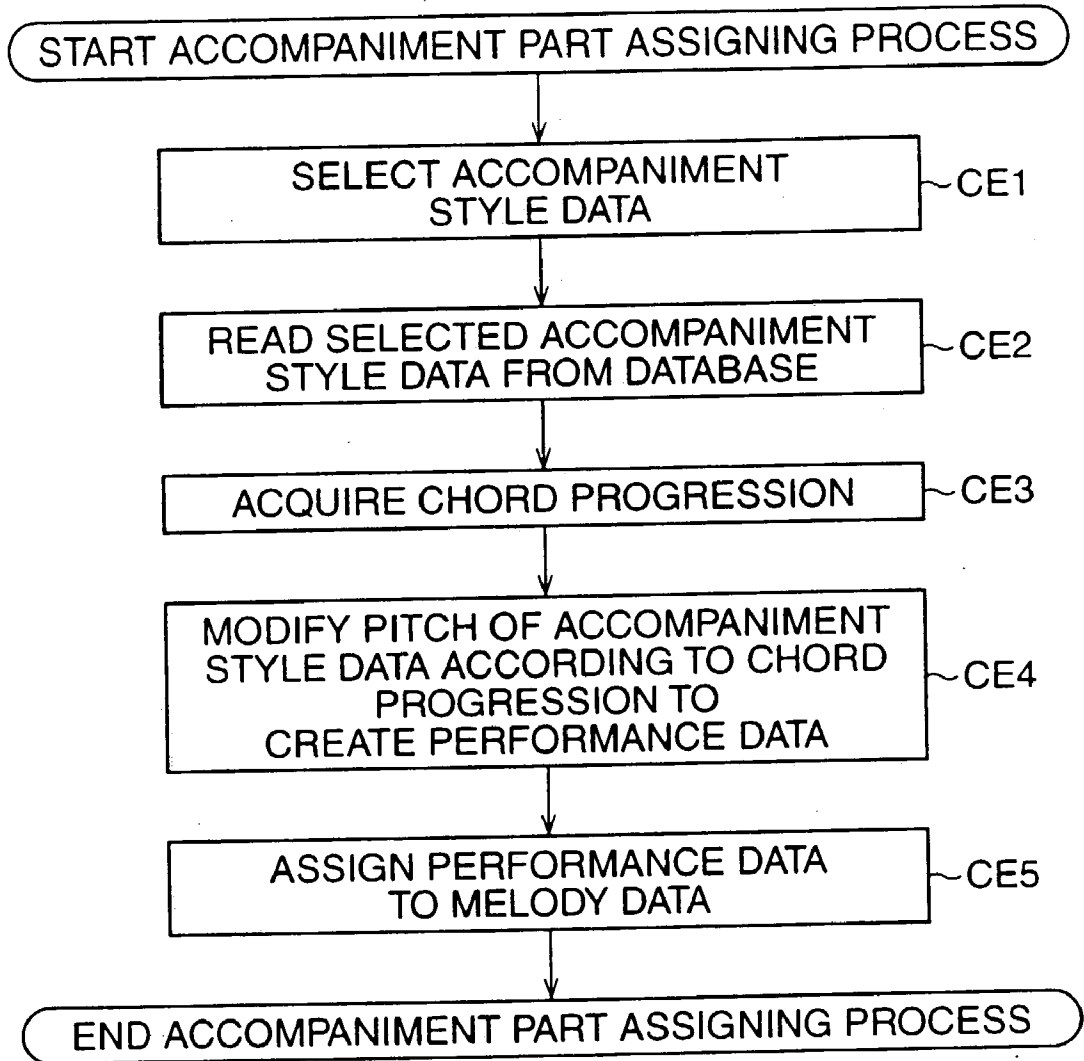 START ACCOMPANIMENT PART ASSIGNING PROCESS
SELECT ACCOMPANIMENT
STYLE DATA
~CE1
READ SELECTED ACCOMPANIMENT
STYLE DATA FROM DATABASE
~CE2
ACQUIRE CHORD PROGRESSION
~CE3
MODIFY PITCH OF ACCOMPANIMENT
STYLE DATA ACCORDING TO CHORD
PROGRESSION TO
CREATE PERFORMANCE DATA
~CE4
ASSIGN PERFORMANCE DATA
TO MELODY DATA
~CE5
END ACCOMPANIMENT PART ASSIGNING PROCESS